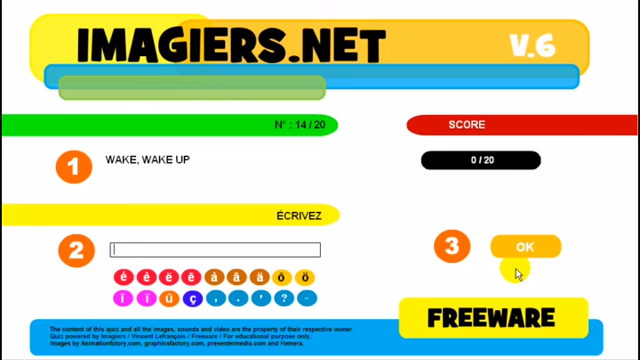 IMAGIERS.NET
V.6
N° : 14 / 20
SCORE
1
WAKE, WAKE UP
0 / 20
ÉCRIVEZ
2
3
OK
é è ë ê à â ä ô ö
î ï û ç , . ' ? -
FREEWARE
The content of this quiz and all the images, sounds and video are the property of their respective owner.
Quiz powered by Imagiers / Vincent Lefrançois / Freeware / For educational purpose only.
Images by Animationfctory.com, graphicsfactory.com, presentermedia.com and Hemera.